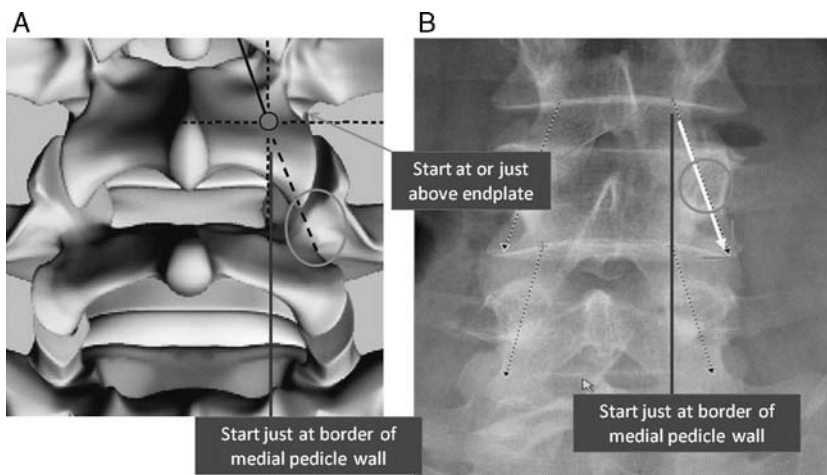 A
B
Start at or just
above endplate
Start just at border of
medial pedicle wall
Start just at border of
medial pedicle wall